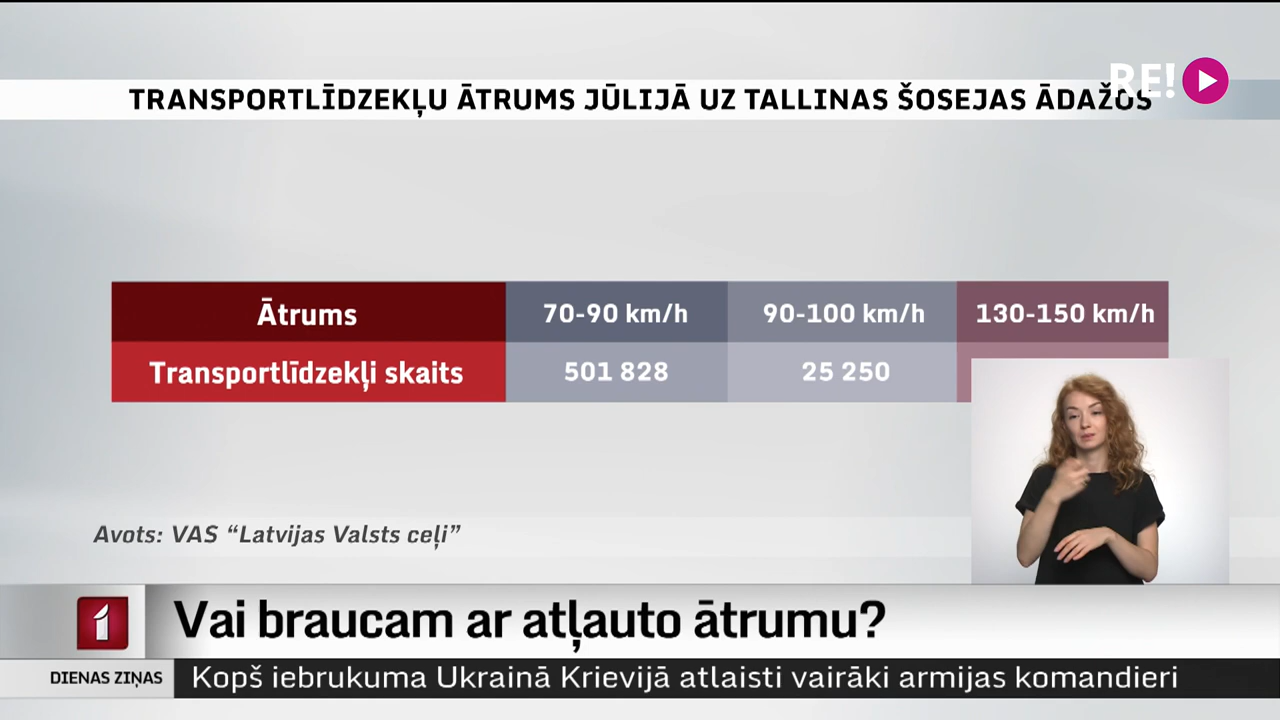 RE!
TRANSPORTLĪDZEKĻU ĀTRUMS JŪLIJĀ UZ TALLINAS ŠOSEJAS ĀDAŽOS
Ātrums 70-90 km/h 90-100 km/h 130-150 km/h
Transportlīdzekļi skaits 501 828 25 250
Avots: VAS “Latvijas Valsts ceļi”
1 Vai braucam ar atļauto ātrumu?
DIENAS ZIŅAS Kopš iebrukuma Ukrainā Krievijā atlaisti vairāki armijas komandieri